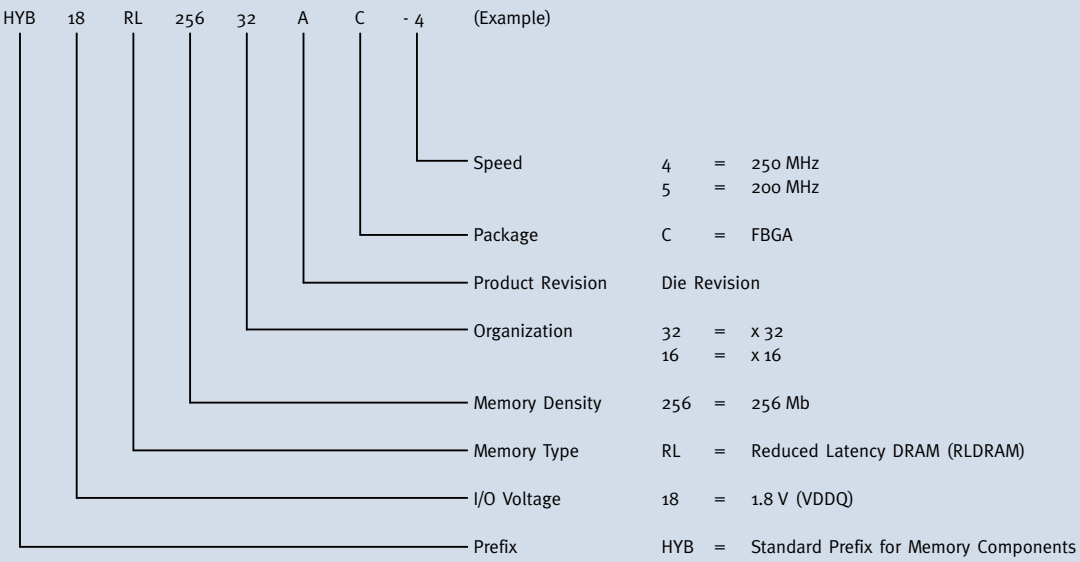 HYB 18 RL 256 32 A C - 4 (Example)
Speed 4 = 250 MHz
5 = 200 MHz
Package C = FBGA
Product Revision Die Revision
Organization 32 = x 32
16 = x 16
Memory Density 256 = 256 Mb
Memory Type RL = Reduced Latency DRAM (RLDRAM)
I/O Voltage 18 = 1.8 V (VDDQ)
Prefix HYB = Standard Prefix for Memory Components